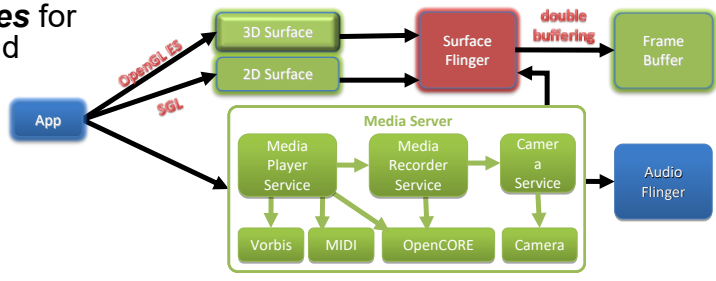 es for
d
App
OpenGL ES
SGL
3D Surface
2D Surface
Surface
Flinger
double
buffering
Frame
Buffer
Media Server
Media
Player
Service
Media
Recorder
Service
Camer
a
Service
Vorbis
MIDI
OpenCORE
Camera
Audio
Flinger